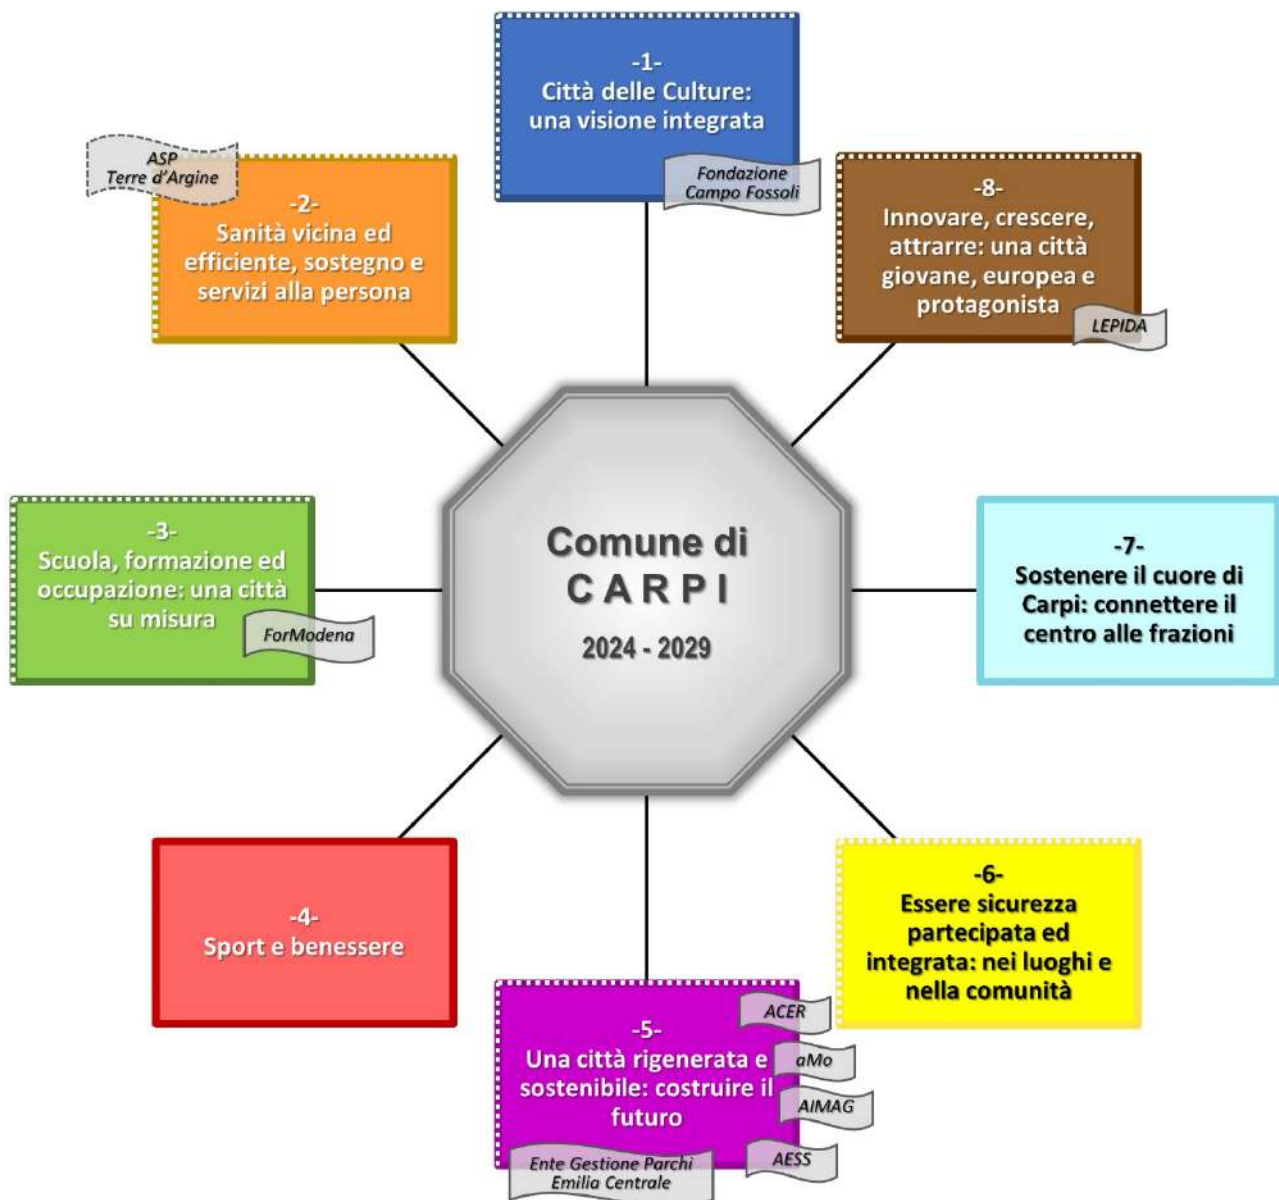 -1-
Città delle Culture:
una visione integrata
Fondazione
Campo Fossoli
ASP
Terre d'Argine
-2-
Sanità vicina ed
efficiente, sostegno e
servizi alla persona
-8-
Innovare, crescere,
attrarre: una città
giovane, europea e
protagonista
LEPIDA
-3-
Scuola, formazione ed
occupazione: una città
su misura
ForModena
Comune di
C A R P I
2024 - 2029
-7-
Sostenere il cuore di
Carpi: connettere il
centro alle frazioni
-4-
Sport e benessere
-6-
Essere sicurezza
partecipata ed
integrata: nei luoghi e
nella comunità
-5-
Una città rigenerata e
sostenibile: costruire il
futuro
ACER
aMo
AIMAG
AESS
Ente Gestione Parchi
Emilia Centrale